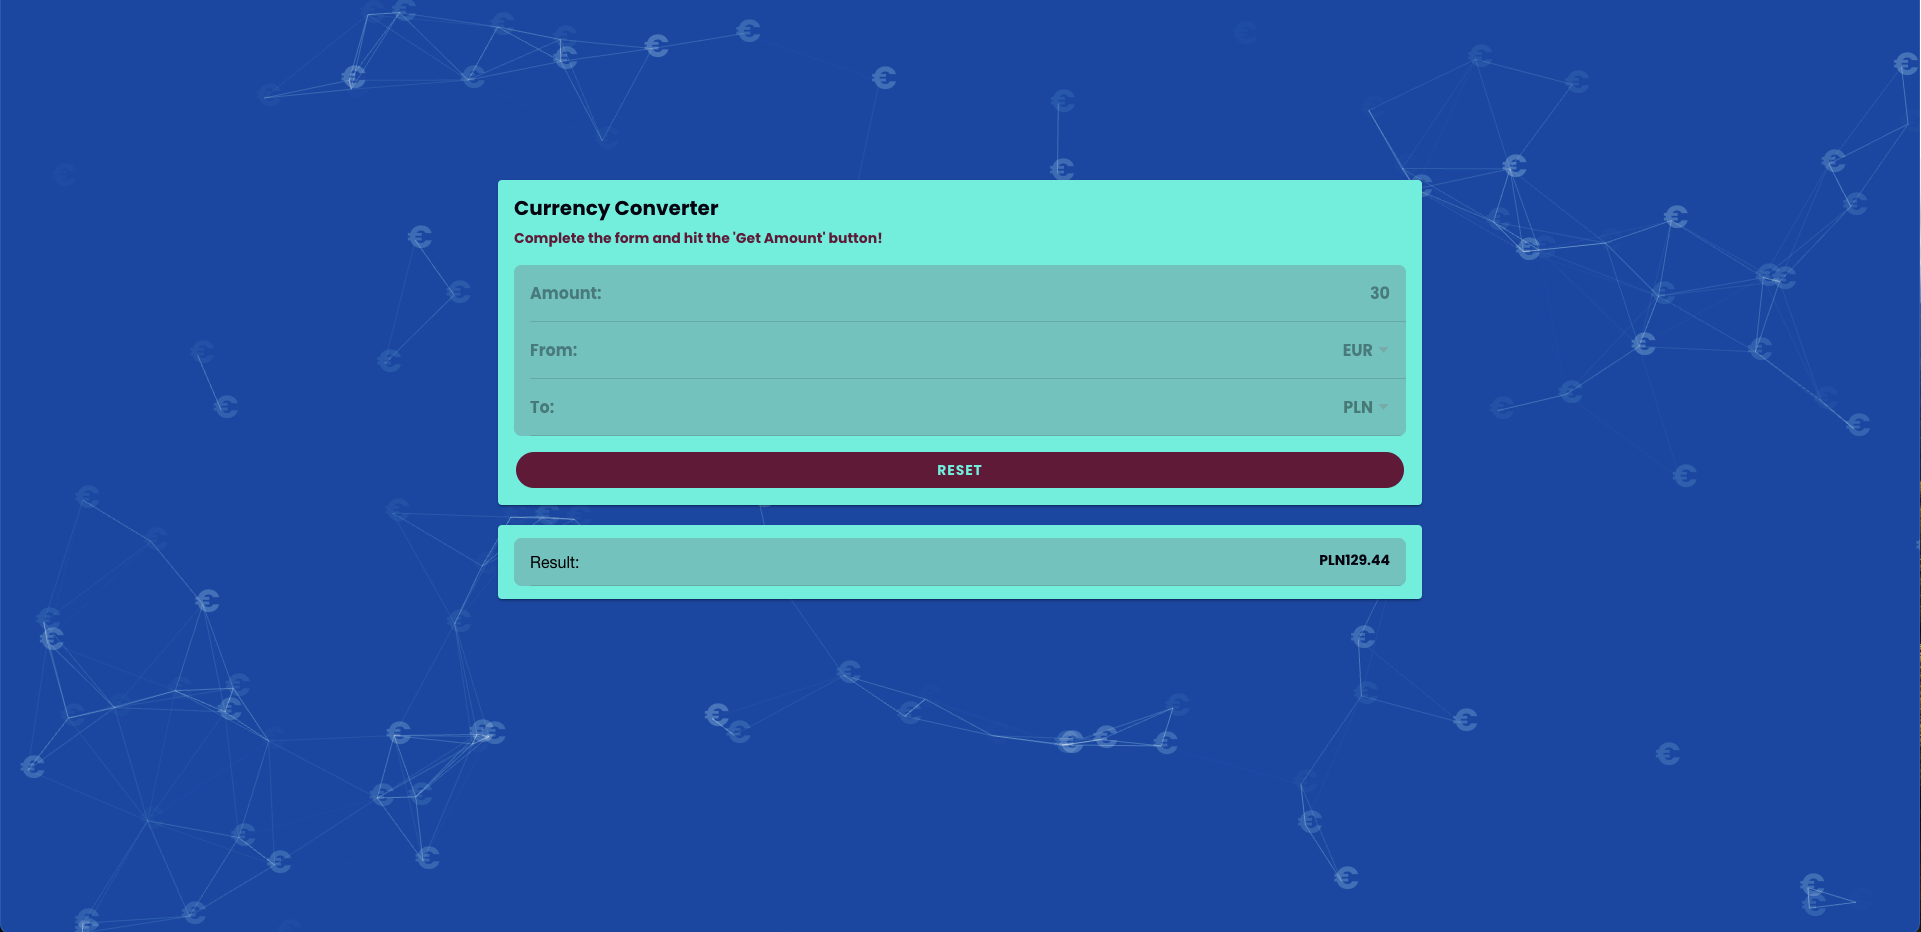 Currency Converter
Complete the form and hit the 'Get Amount' button!
Amount: 30
From: EUR
To: PLN
RESET
Result: PLN129.44